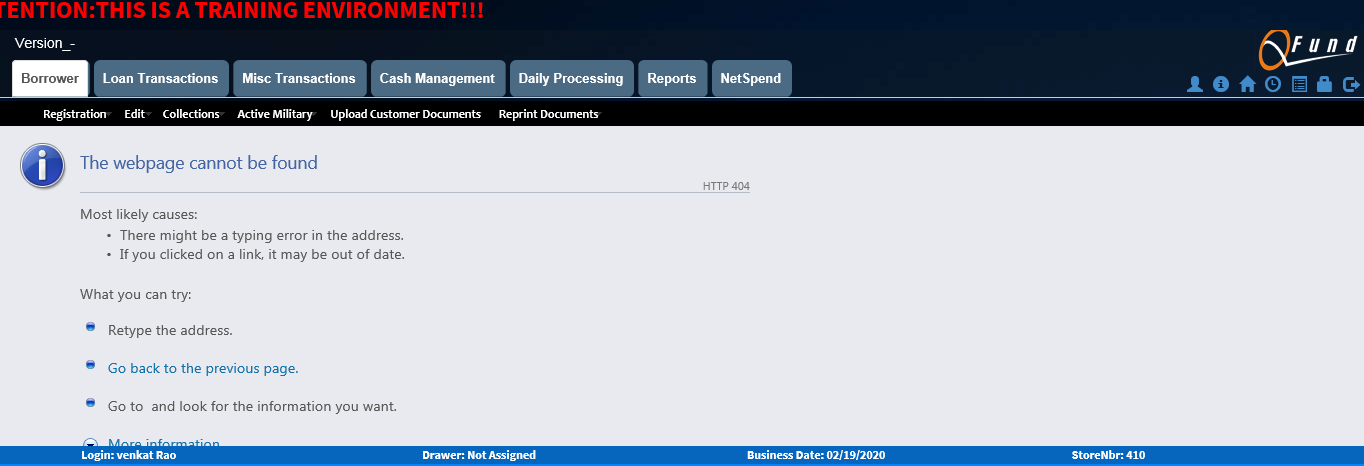 TENTION:THIS IS A TRAINING ENVIRONMENT!!!
Version_-
QFund
Borrower Loan Transactions Misc Transactions Cash Management Daily Processing Reports NetSpend
Registration Edit Collections Active Military Upload Customer Documents Reprint Documents
The webpage cannot be found
HTTP 404
Most likely causes:
• There might be a typing error in the address.
• If you clicked on a link, it may be out of date.
What you can try:
Retype the address.
Go back to the previous page.
Go to  and look for the information you want.
More information
Login: venkat Rao Drawer: Not Assigned Business Date: 02/19/2020 StoreNbr: 410